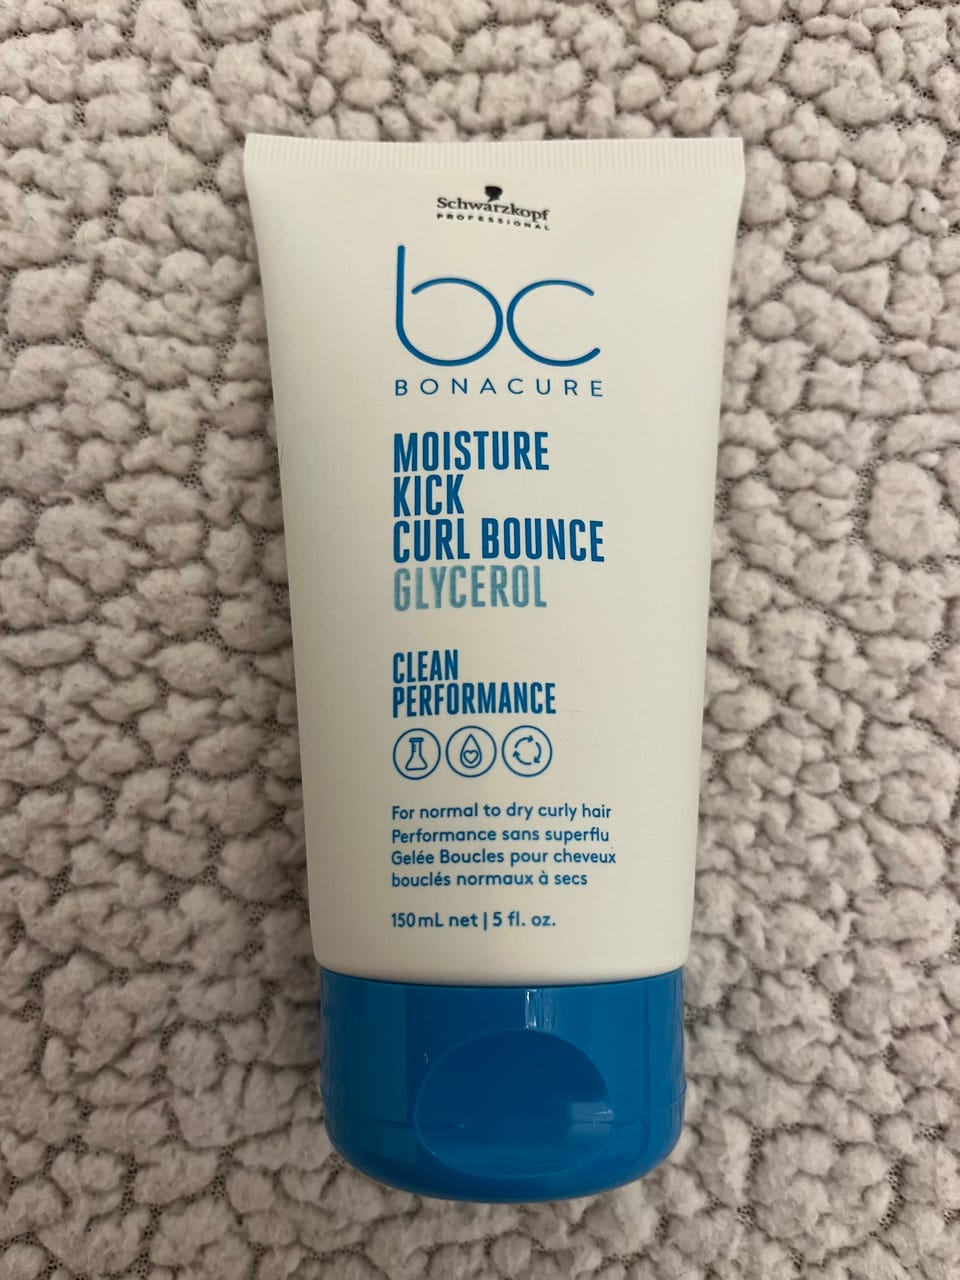 Schwarzkopf
PROFESSIONAL
bc
BONACURE
MOISTURE
KICK
CURL BOUNCE
GLYCEROL
CLEAN
PERFORMANCE
For normal to dry curly hair
Performance sans superflu
Gelée Boucles pour cheveux
bouclés normaux à secs
150mL net | 5 fl. oz.